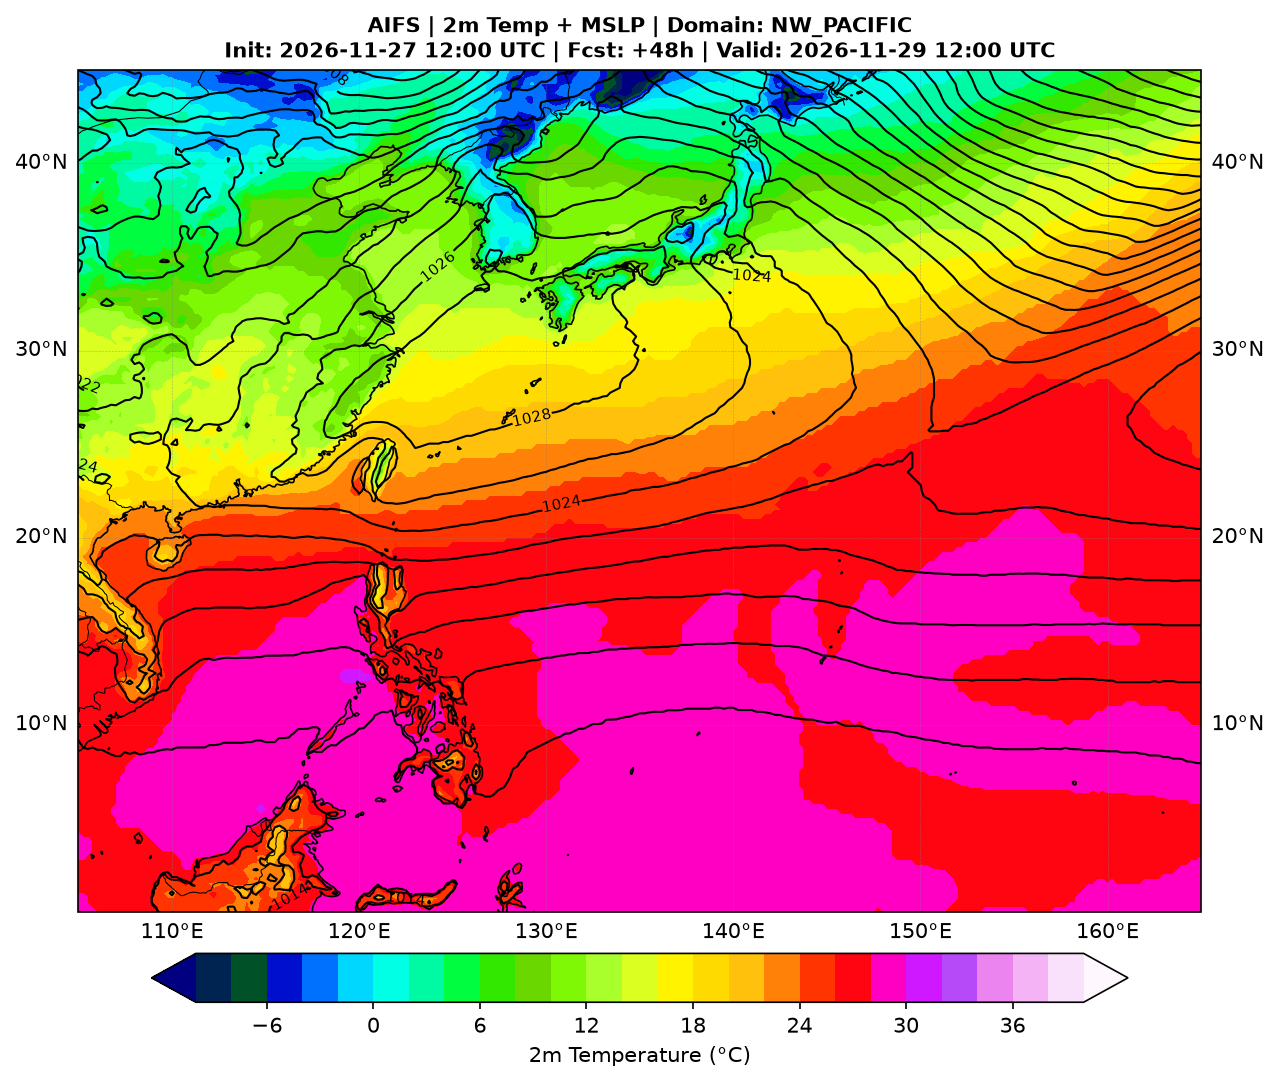 AIFS | 2m Temp + MSLP | Domain: NW_PACIFIC
Init: 2026-11-27 12:00 UTC | Fcst: +48h | Valid: 2026-11-29 12:00 UTC
40°N
40°N
1026
1024
30°N
30°N
1028
1024
20°N
20°N
10°N
10°N
1014
110°E
120°E
130°E
140°E
150°E
160°E
−6
0
6
12
18
24
30
36
2m Temperature (°C)